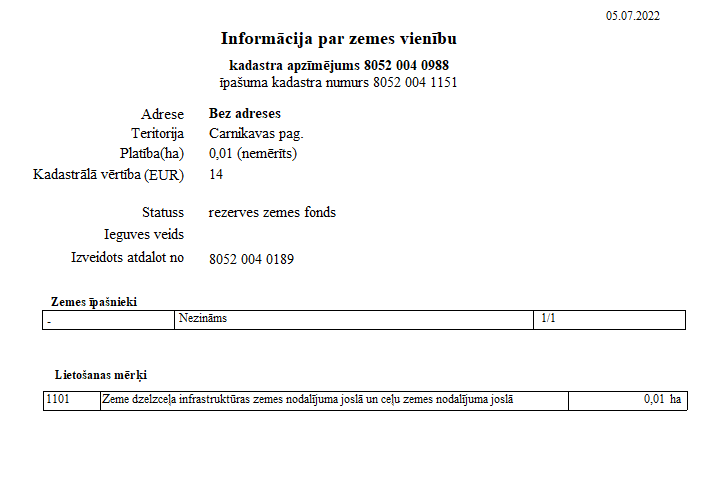 05.07.2022
Informācija par zemes vienību
kadastra apzīmējums 8052 004 0988
īpašuma kadastra numurs 8052 004 1151
Adrese Bez adreses
Teritorija Carnikavas pag.
Platība(ha) 0,01 (nemērīts)
Kadastrālā vērtība (EUR) 14
Statuss rezerves zemes fonds
Ieguves veids
Izveidots atdalot no 8052 004 0189
Zemes īpašnieki
- Nezināms 1/1
Lietošanas mērķi
1101 Zeme dzelzceļa infrastruktūras zemes nodalījuma joslā un ceļu zemes nodalījuma joslā 0,01 ha